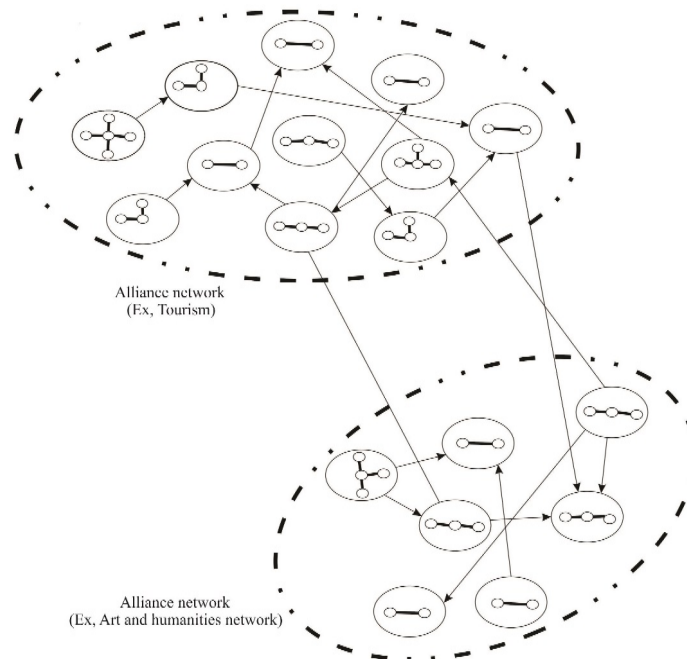 Alliance network
(Ex, Tourism)
Alliance network
(Ex, Art and humanities network)